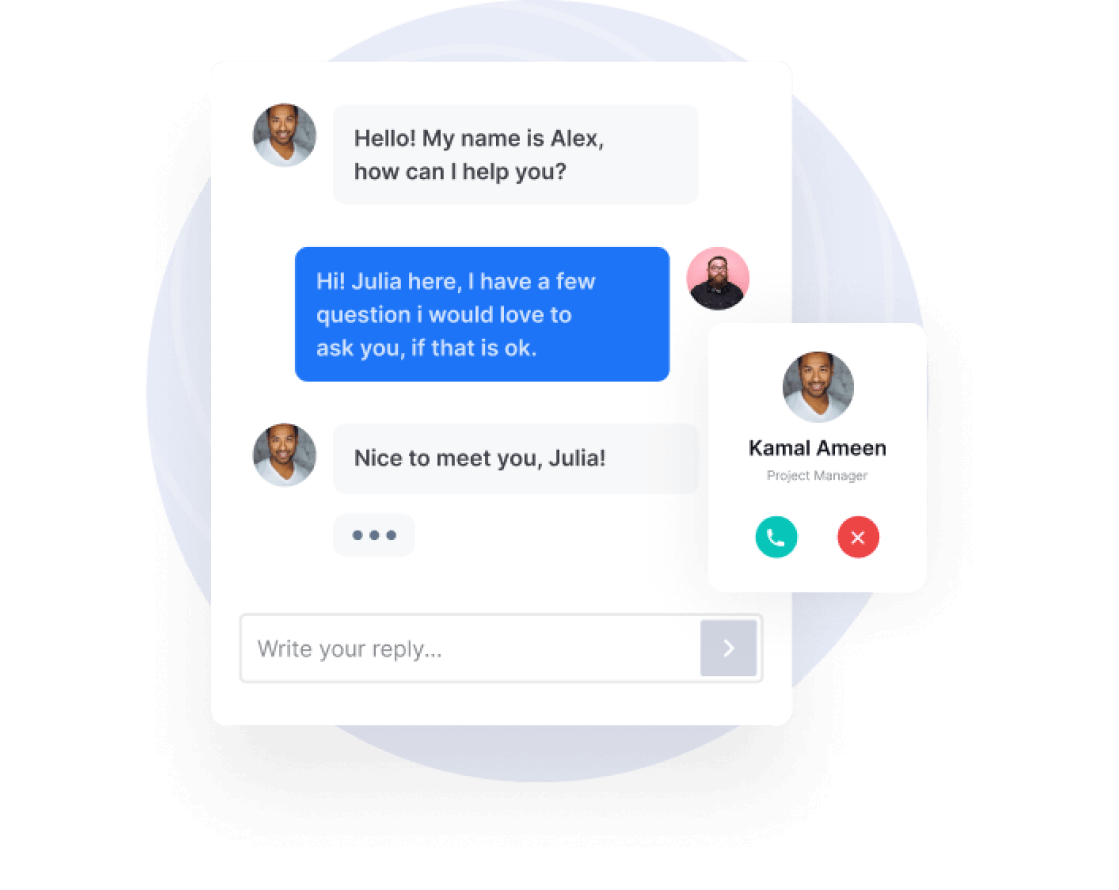 Hello! My name is Alex,
how can I help you?
Hi! Julia here, I have a few
question i would love to
ask you, if that is ok.
Nice to meet you, Julia!
Kamal Ameen
Project Manager
Write your reply...